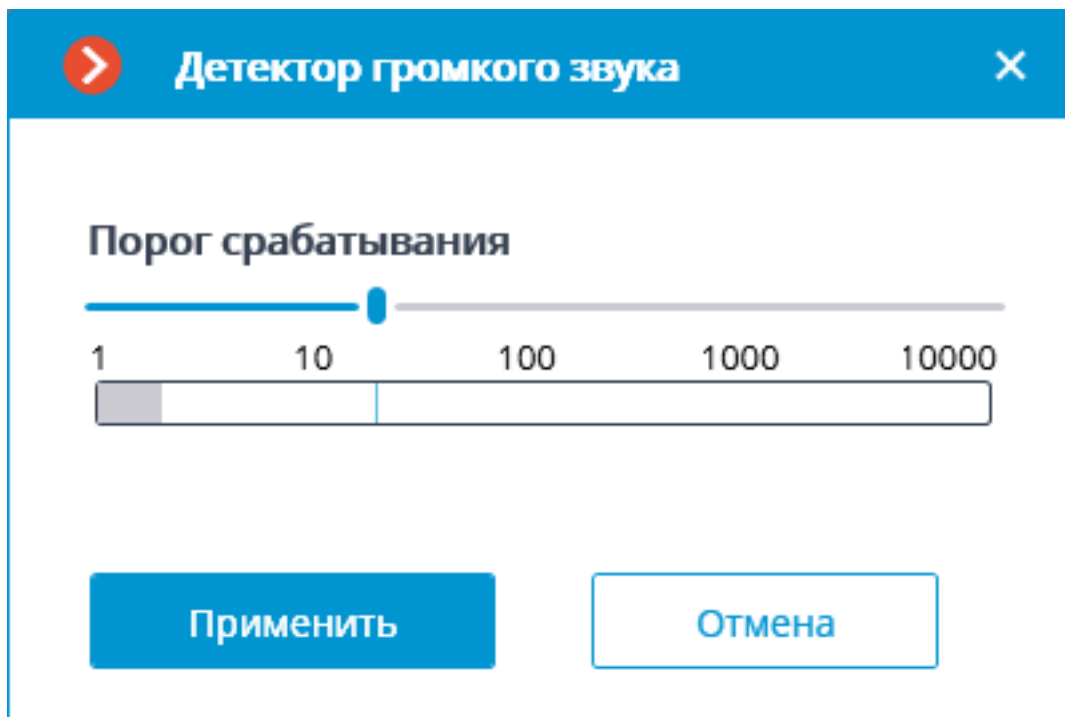 Детектор громкого звука
Порог срабатывания
1 10 100 1000 10000
Применить Отмена